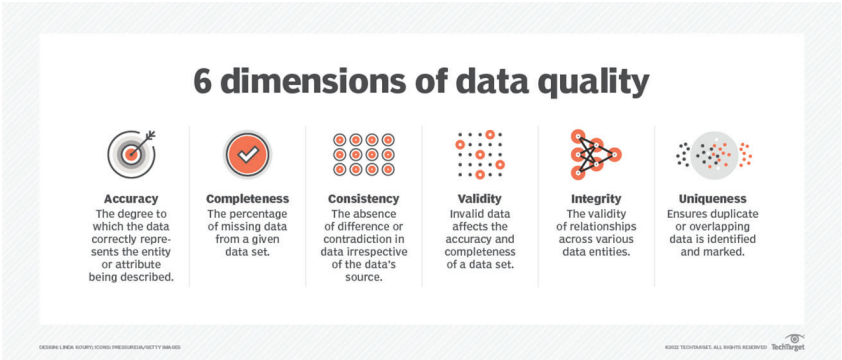 6 dimensions of data quality
Accuracy
The degree to
which the data
correctly repre-
sents the entity
or attribute
being described.
Completeness
The percentage
of missing data
from a given
data set.
Consistency
The absence
of difference or
contradiction in
data irrespective
of the data's
source.
Validity
Invalid data
affects the
accuracy and
completeness
of a data set.
Integrity
The validity
of relationships
across various
data entities.
Uniqueness
Ensures duplicate
or overlapping
data is identified
and marked.
DESIGN: LINDA KOURY; ICONS: PRESSUREUA/GETTY IMAGES
©2022 TECHTARGET. ALL RIGHTS RESERVED
TechTarget